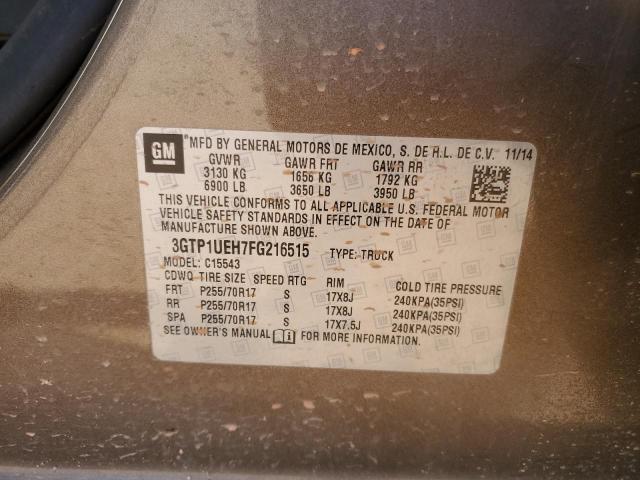 GM MFD BY GENERAL MOTORS DE MEXICO, S. DE R.L. DE C.V. 11/14
GVWR GAWR FRT GAWR RR
3130 KG 1656 KG 1792 KG
6900 LB 3650 LB 3950 LB
THIS VEHICLE CONFORMS TO ALL APPLICABLE U.S. FEDERAL MOTOR
VEHICLE SAFETY STANDARDS IN EFFECT ON THE DATE OF
MANUFACTURE SHOWN ABOVE.
3GTP1UEH7FG216515 TYPE: TRUCK
MODEL: C15543
CDWQ TIRE SIZE SPEED RTG RIM COLD TIRE PRESSURE
FRT P255/70R17 S 17X8J 240KPA(35PSI)
RR P255/70R17 S 17X8J 240KPA(35PSI)
SPA P255/70R17 S 17X7.5J 240KPA(35PSI)
SEE OWNER'S MANUAL FOR MORE INFORMATION.